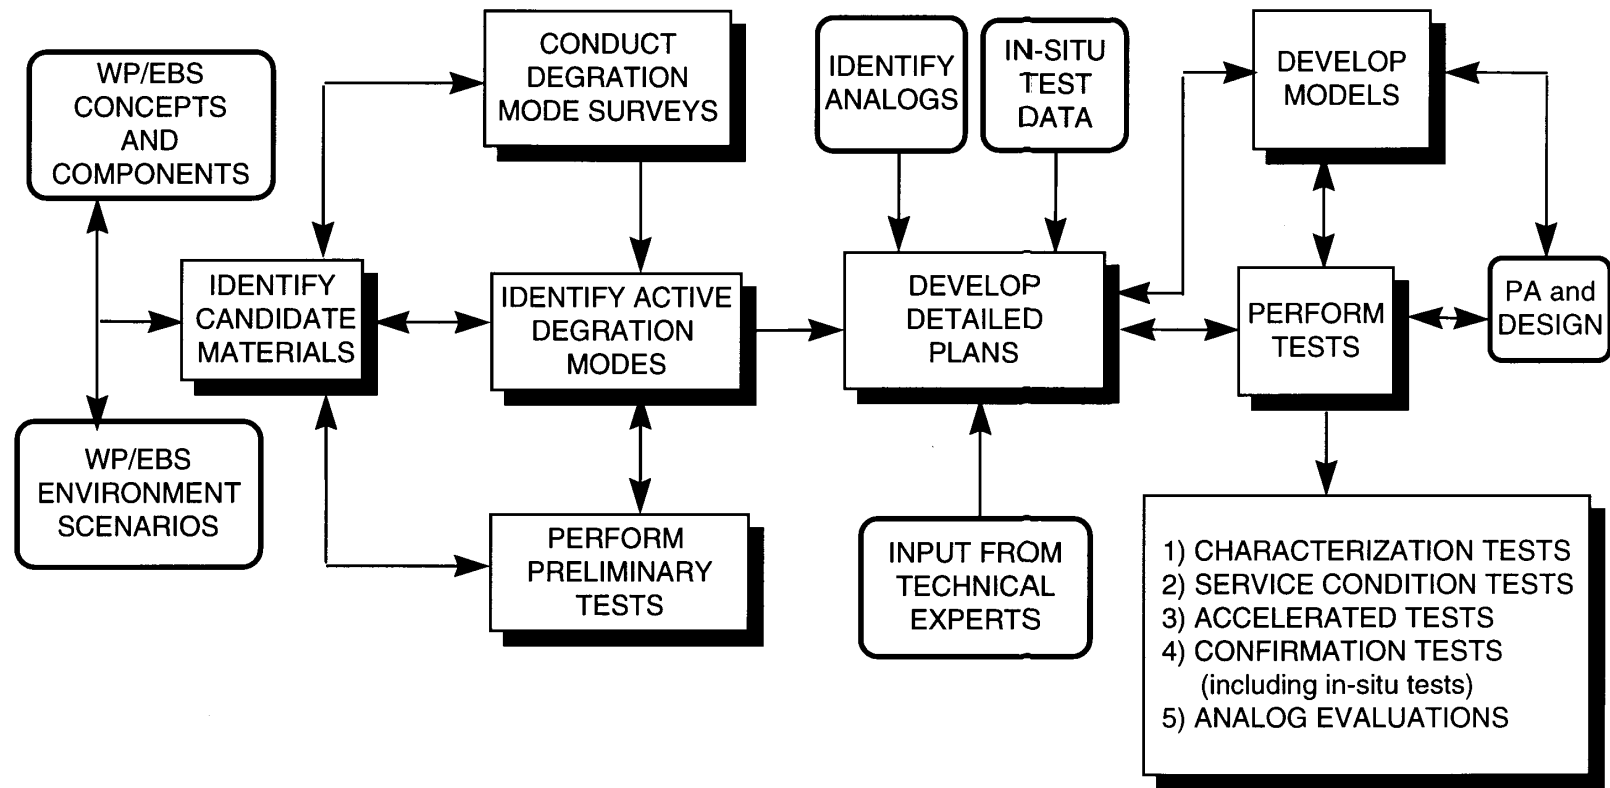 WP/EBS
CONCEPTS
AND
COMPONENTS
WP/EBS
ENVIRONMENT
SCENARIOS
IDENTIFY
CANDIDATE
MATERIALS
CONDUCT
DEGRATION
MODE SURVEYS
IDENTIFY ACTIVE
DEGRATION
MODES
PERFORM
PRELIMINARY
TESTS
IDENTIFY
ANALOGS
IN-SITU
TEST
DATA
DEVELOP
DETAILED
PLANS
INPUT FROM
TECHNICAL
EXPERTS
DEVELOP
MODELS
PERFORM
TESTS
PA and
DESIGN
1) CHARACTERIZATION TESTS
2) SERVICE CONDITION TESTS
3) ACCELERATED TESTS
4) CONFIRMATION TESTS
(including in-situ tests)
5) ANALOG EVALUATIONS